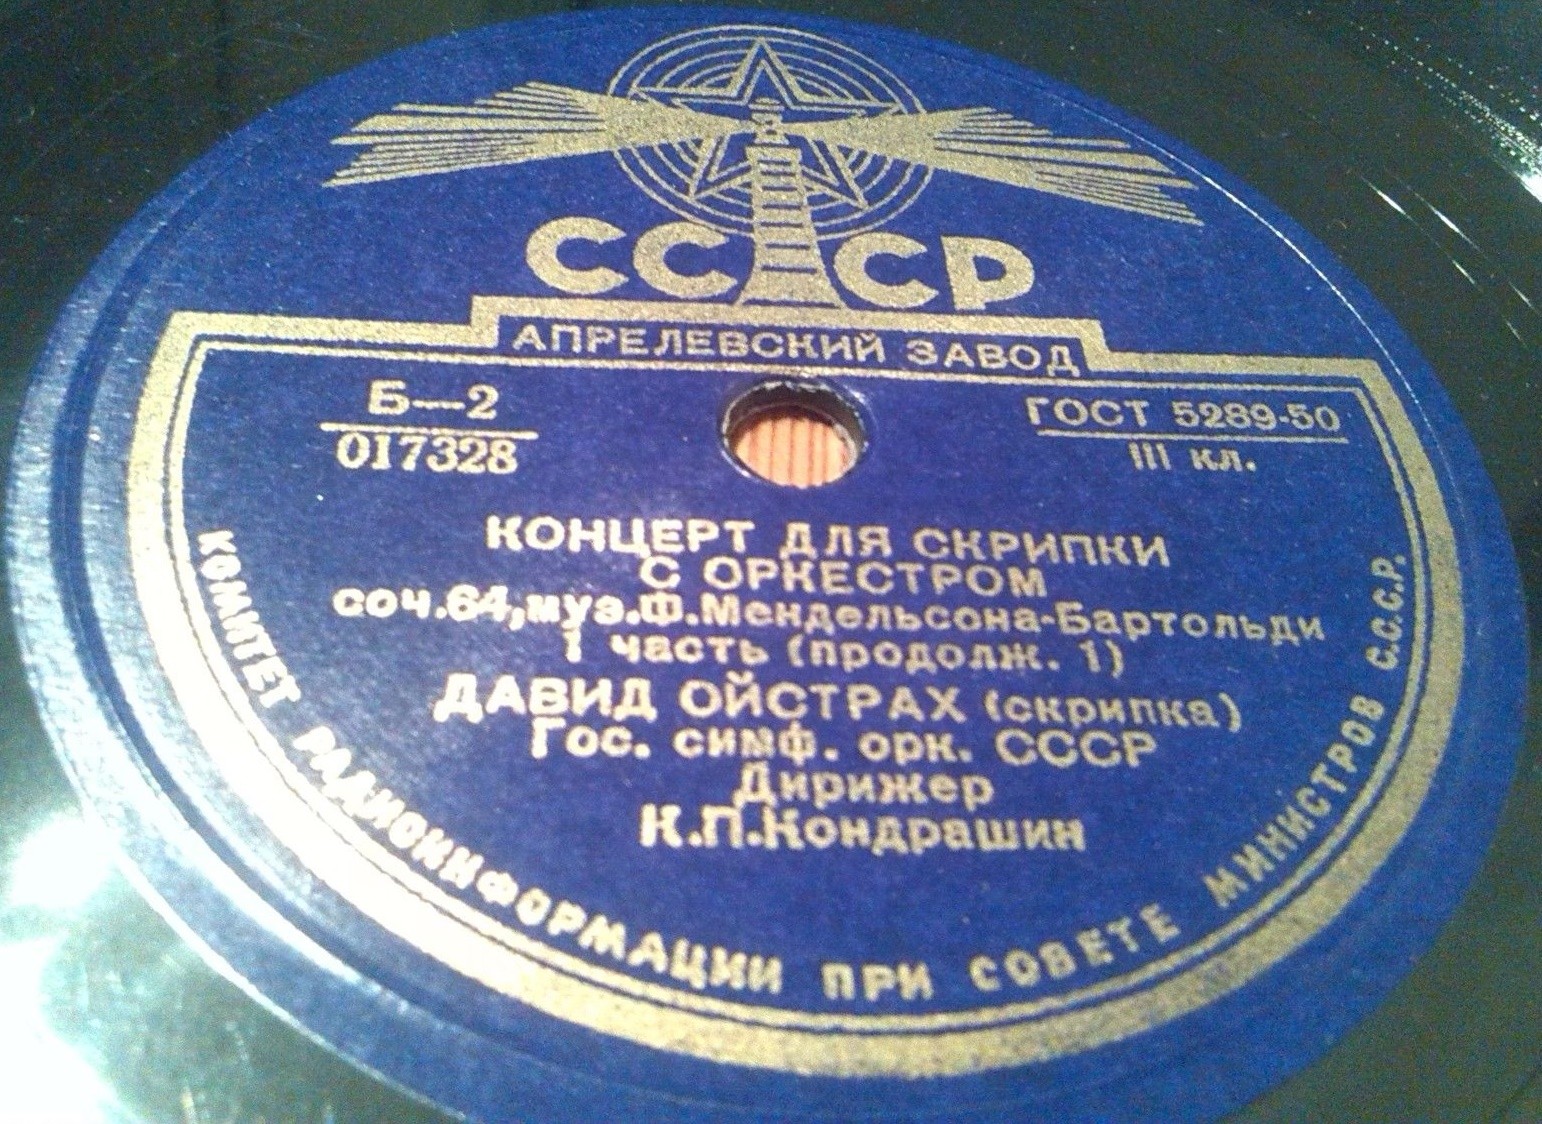 СССР
АПРЕЛЕВСКИЙ ЗАВОД
Б—2
017328
ГОСТ 5289-50
III кл.
КОНЦЕРТ ДЛЯ СКРИПКИ
С ОРКЕСТРОМ
соч.64,муз.Ф.Мендельсона-Бартольди
1 часть (продолж. 1)
ДАВИД ОЙСТРАХ (скрипка)
Гос. симф. орк. СССР
Дирижер
К.П.Кондрашин
КОМИТЕТ РАДИОИНФОРМАЦИИ ПРИ СОВЕТЕ МИНИСТРОВ С.С.С.Р.